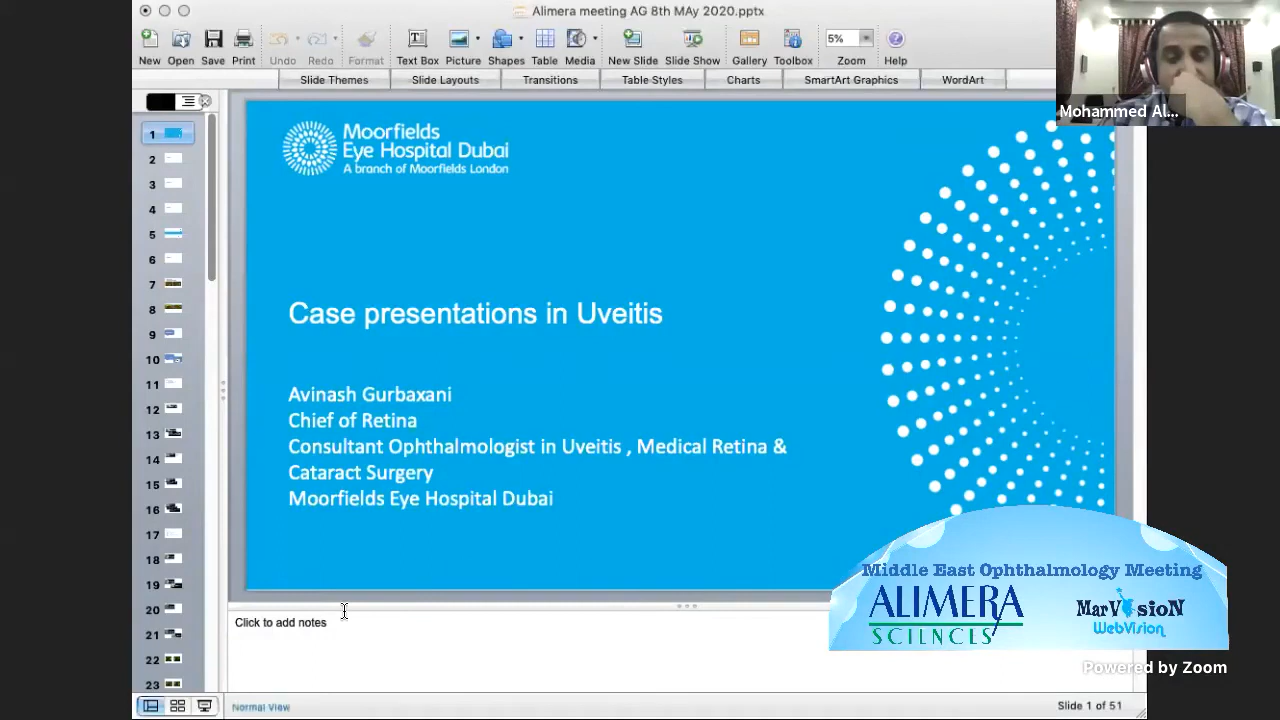 Alimera meeting AG 8th MAy 2020.pptx
New Open Save Print Undo Redo Format Text Box Picture Shapes Table Media New Slide Slide Show Gallery Toolbox Zoom Help
5%
Slide Themes Slide Layouts Transitions Table Styles Charts SmartArt Graphics WordArt
Mohammed Al...
1
2
3
4
5
6
7
8
9
10
11
12
13
14
15
16
17
18
19
20
21
22
23
Moorfields
Eye Hospital Dubai
A branch of Moorfields London
Case presentations in Uveitis
Avinash Gurbaxani
Chief of Retina
Consultant Ophthalmologist in Uveitis , Medical Retina &
Cataract Surgery
Moorfields Eye Hospital Dubai
Click to add notes
Middle East Ophthalmology Meeting
ALIMERA
SCIENCES
MarVision
WebVision
Powered by Zoom
Normal View
Slide 1 of 51